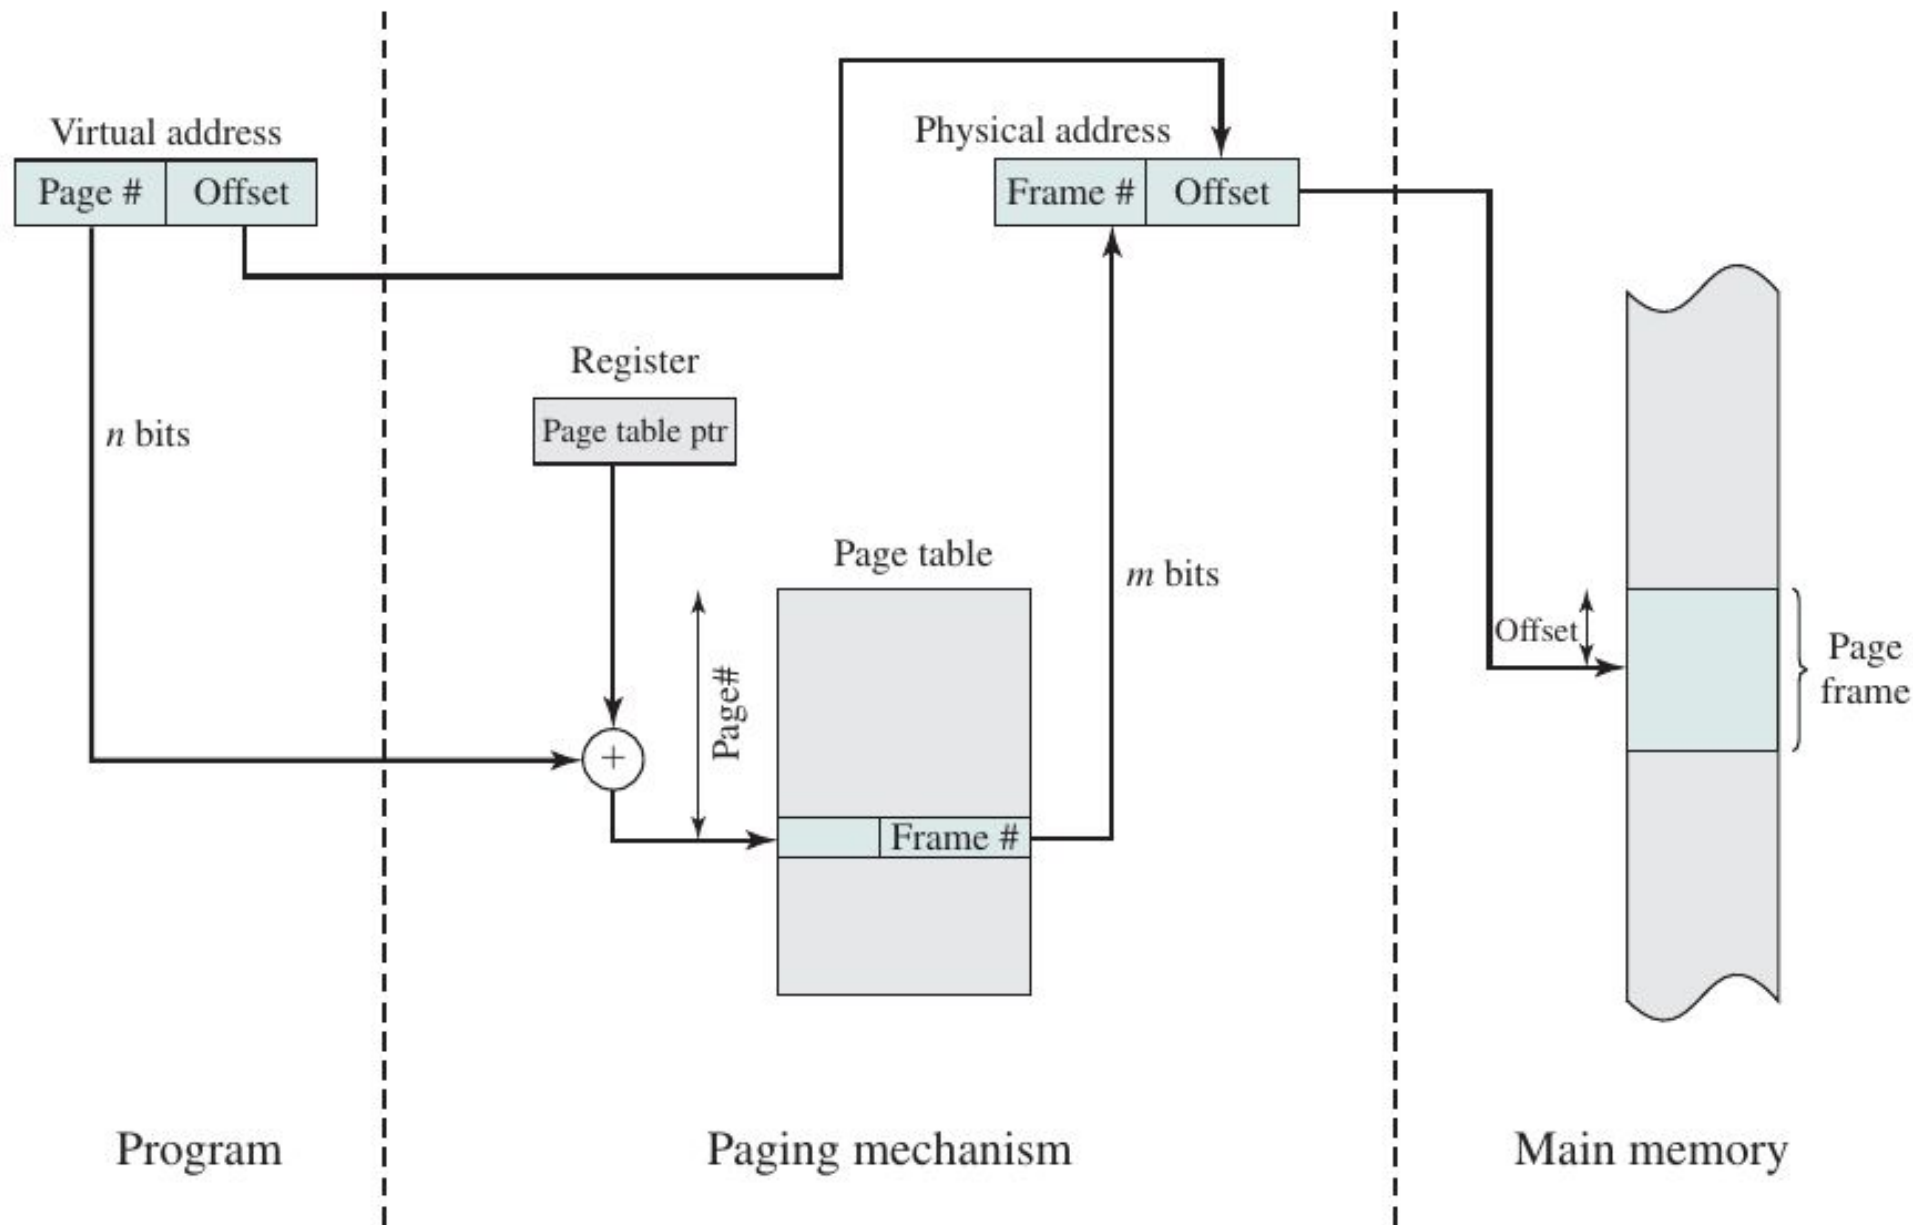 Virtual address
Page #
Offset
Physical address
Frame #
Offset
Register
Page table ptr
n bits
Page table
Page#
Frame #
m bits
Offset
Page
frame
Program
Paging mechanism
Main memory
+